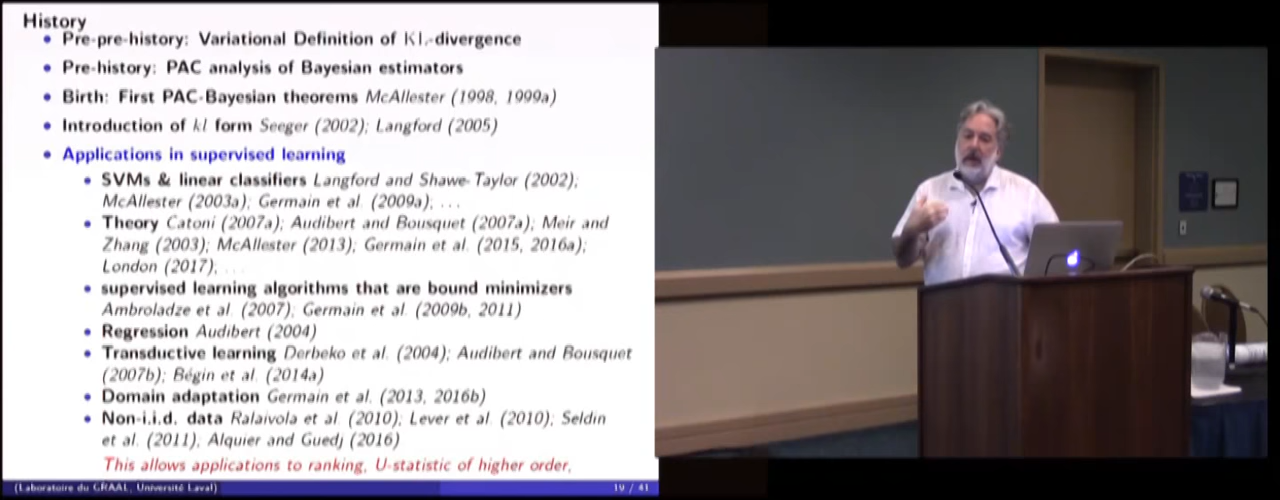 History
• Pre-pre-history: Variational Definition of KL-divergence
• Pre-history: PAC analysis of Bayesian estimators
• Birth: First PAC-Bayesian theorems McAllester (1998, 1999a)
• Introduction of kl form Seeger (2002); Langford (2005)
• Applications in supervised learning
• SVMs & linear classifiers Langford and Shawe-Taylor (2002);
McAllester (2003a); Germain et al. (2009a); ...
• Theory Catoni (2007a); Audibert and Bousquet (2007a); Meir and
Zhang (2003); McAllester (2013); Germain et al. (2015, 2016a);
London (2017); ...
• supervised learning algorithms that are bound minimizers
Ambroladze et al. (2007); Germain et al. (2009b, 2011)
• Regression Audibert (2004)
• Transductive learning Derbeko et al. (2004); Audibert and Bousquet
(2007b); Bégin et al. (2014a)
• Domain adaptation Germain et al. (2013, 2016b)
• Non-i.i.d. data Ralaivola et al. (2010); Lever et al. (2010); Seldin
et al. (2011), Alquier and Guedj (2016)
This allows applications to ranking, U-statistic of higher order,
(Laboratoire du GRAAL, Université Laval) 19 / 41